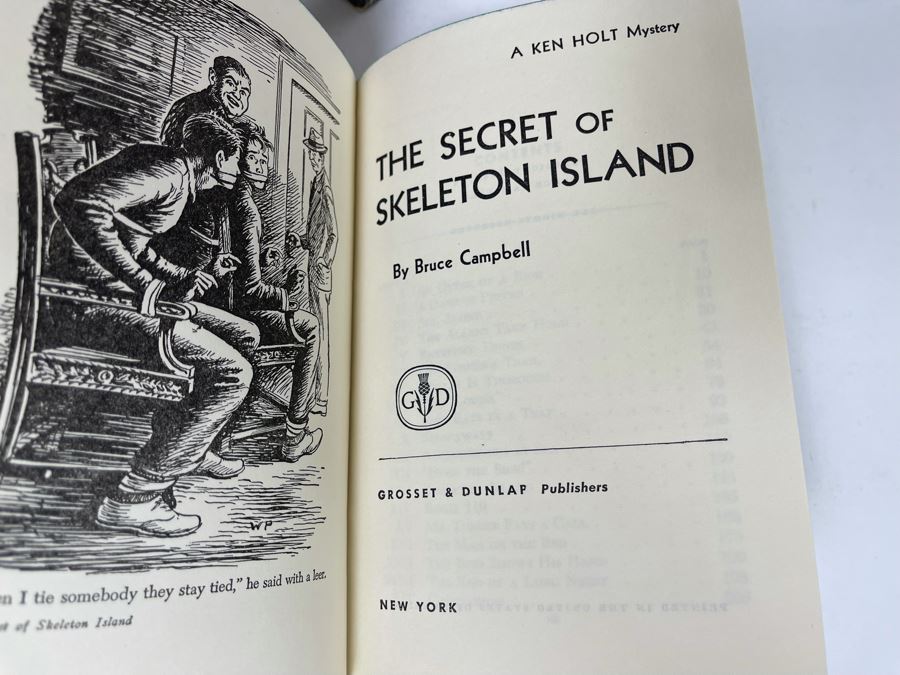 WP
n I tie somebody they stay tied," he said with a leer.
of Skeleton Island
A KEN HOLT Mystery
THE SECRET OF
SKELETON ISLAND
By Bruce Campbell
G D
GROSSET & DUNLAP Publishers
NEW YORK